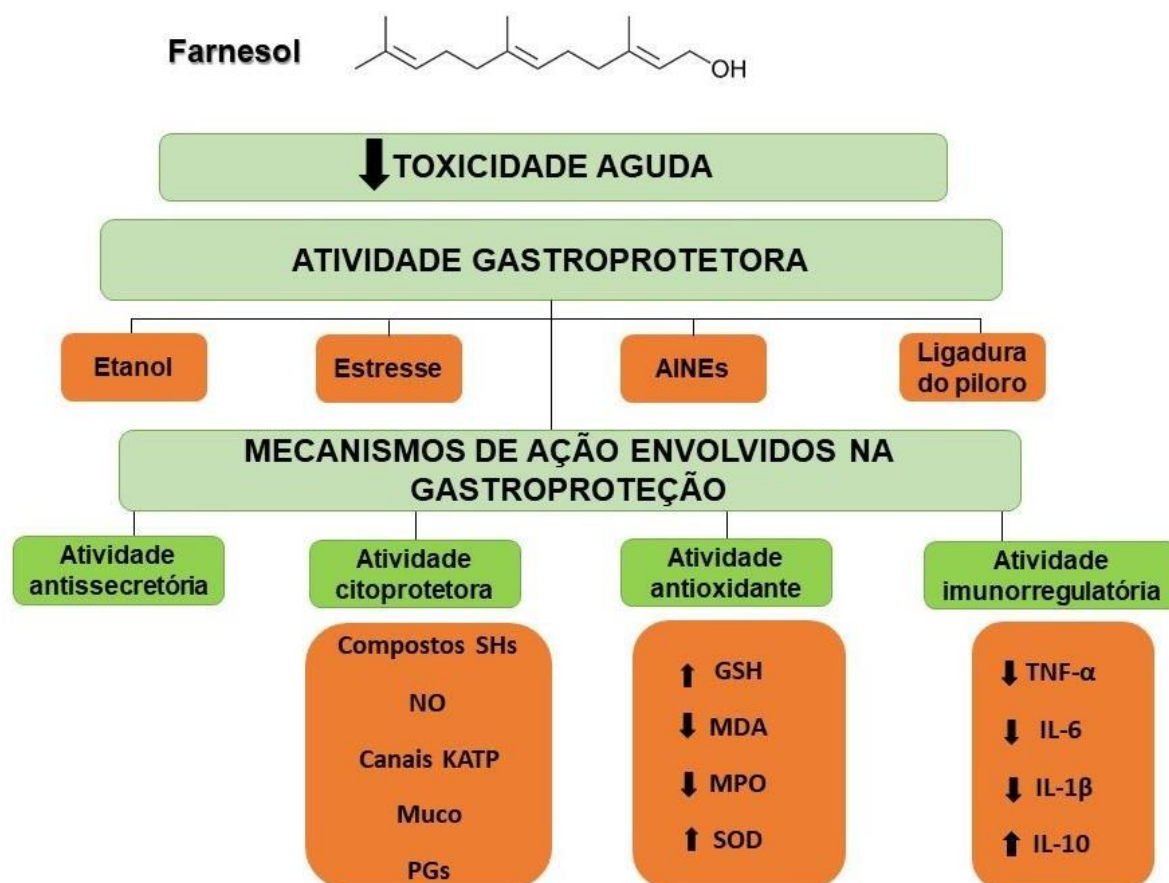 Farnesol
OH
TOXICIDADE AGUDA
ATIVIDADE GASTROPROTETORA
Etanol
Estresse
AINEs
Ligadura
do piloro
MECANISMOS DE AÇÃO ENVOLVIDOS NA
GASTROPROTEÇÃO
Atividade
antissecretória
Atividade
citoprotetora
Atividade
antioxidante
Atividade
imunorregulatória
Compostos SHs
NO
Canais KATP
Muco
PGs
GSH
MDA
MPO
SOD
TNF-α
IL-6
IL-1β
IL-10